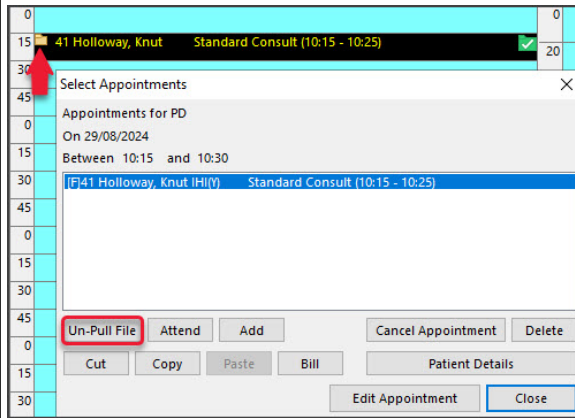 0
0
15
41 Holloway, Knut Standard Consult (10:15 - 10:25)
20
30
Select Appointments
45
Appointments for PD
0
On 29/08/2024
15
Between 10:15 and 10:30
30
[F]41 Holloway, Knut IHI(Y) Standard Consult (10:15 - 10:25)
45
0
15
30
45
Un-Pull File Attend Add Cancel Appointment Delete
0
Cut Copy Paste Bill Patient Details
15
30
Edit Appointment Close